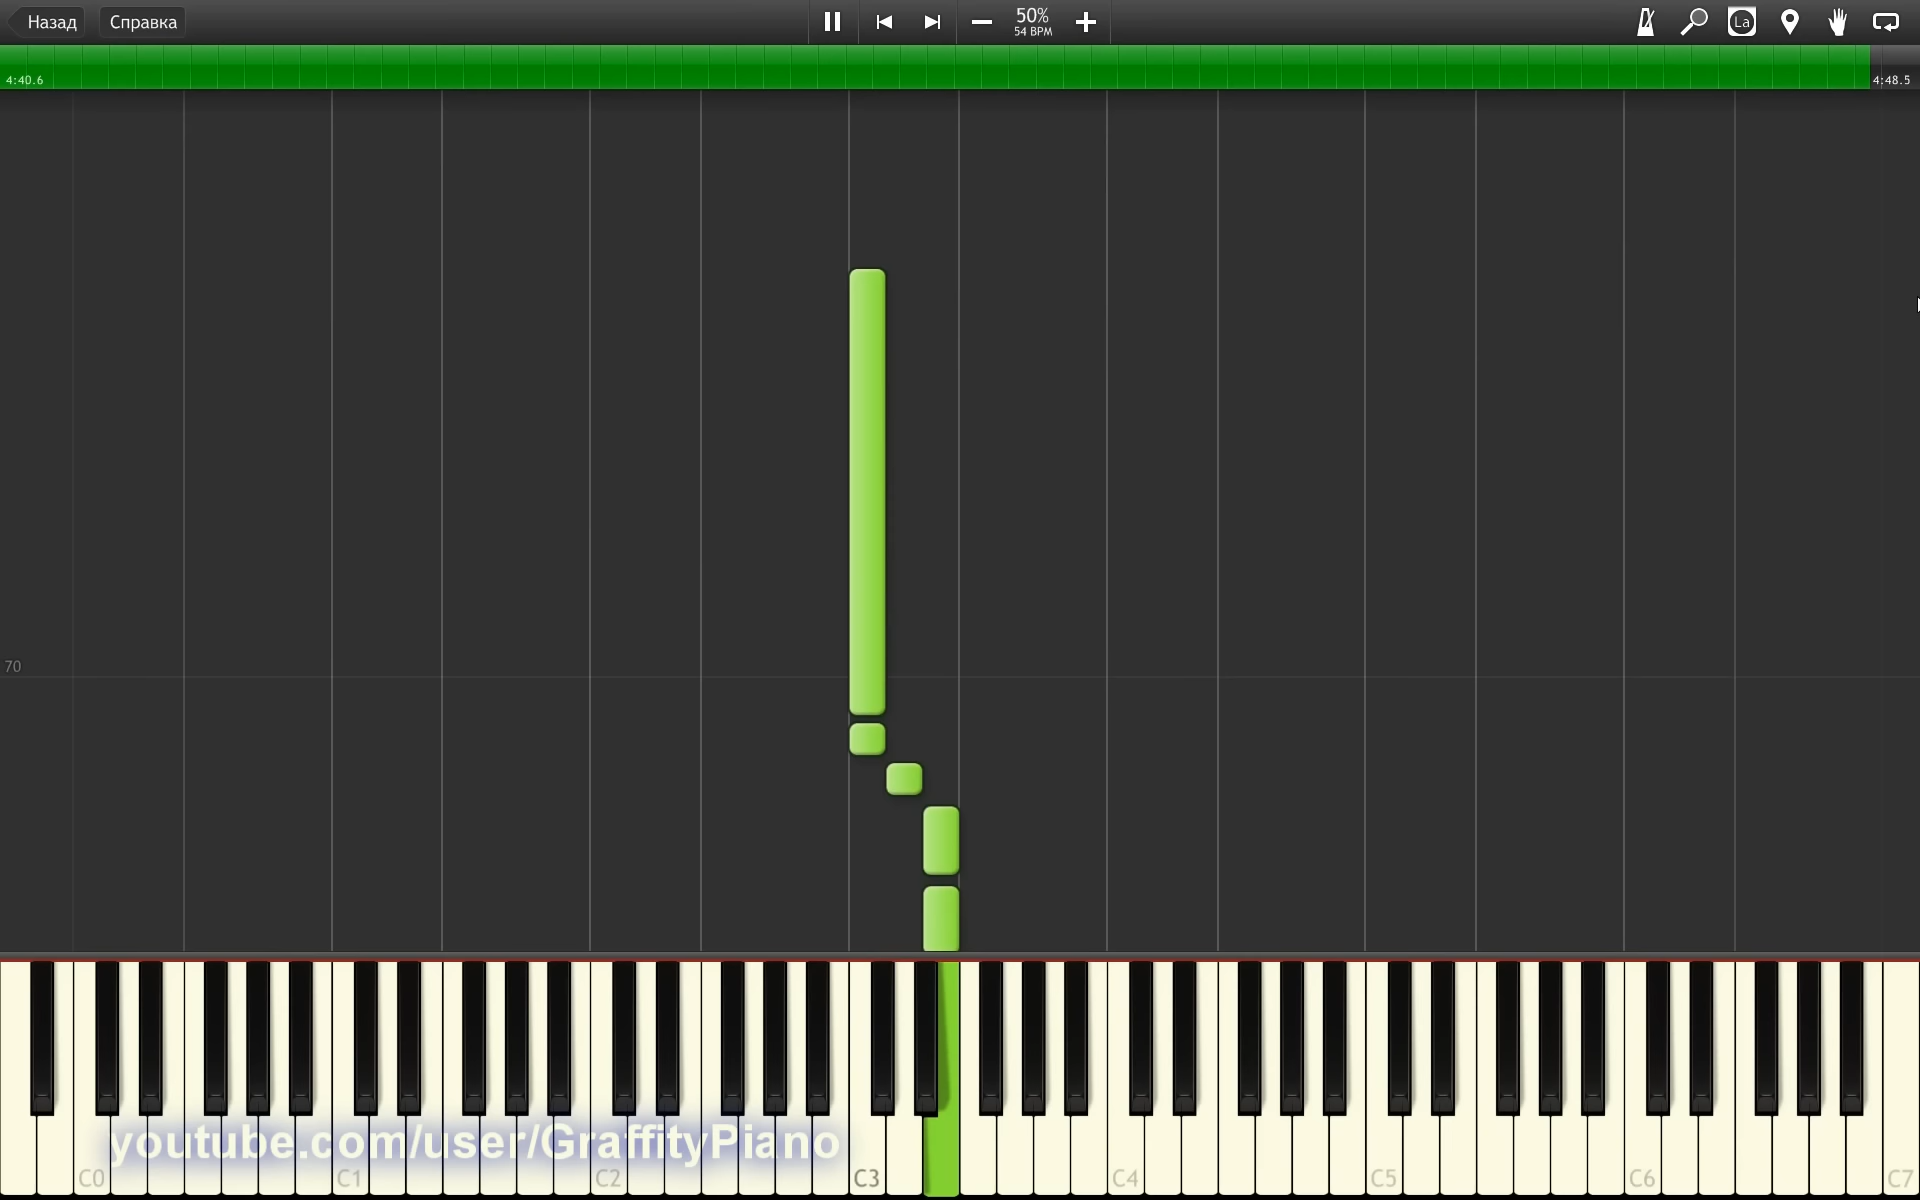 Назад Справка 50% La
54 BPM
4:40.6 4:48.5
70
youtube.com/user/GraffityPiano
C0 C1 C2 C3 C4 C5 C6 C7